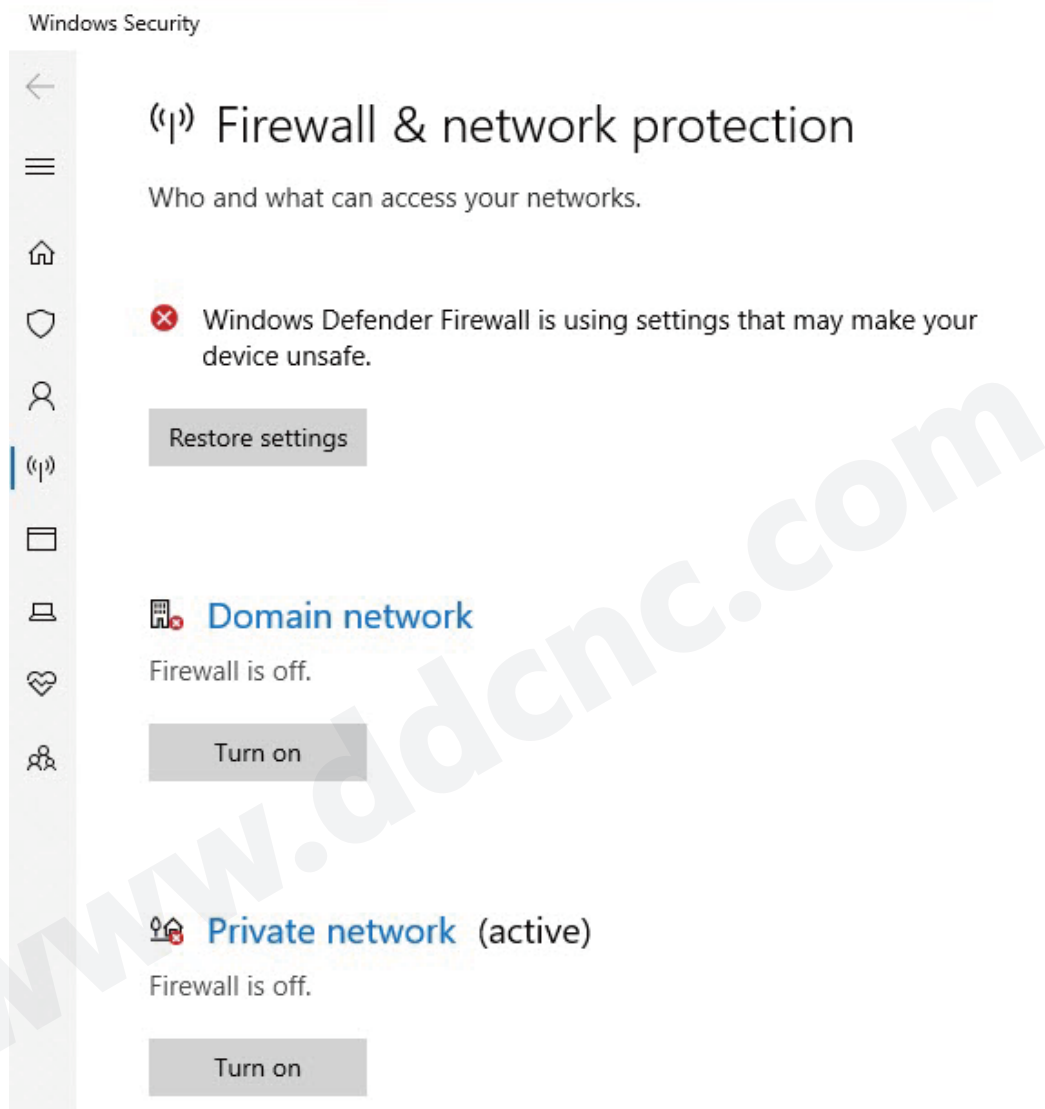 Windows Security
Firewall & network protection
Who and what can access your networks.
Windows Defender Firewall is using settings that may make your
device unsafe.
Restore settings
Domain network
Firewall is off.
Turn on
Private network (active)
Firewall is off.
Turn on
www.ddcnc.com